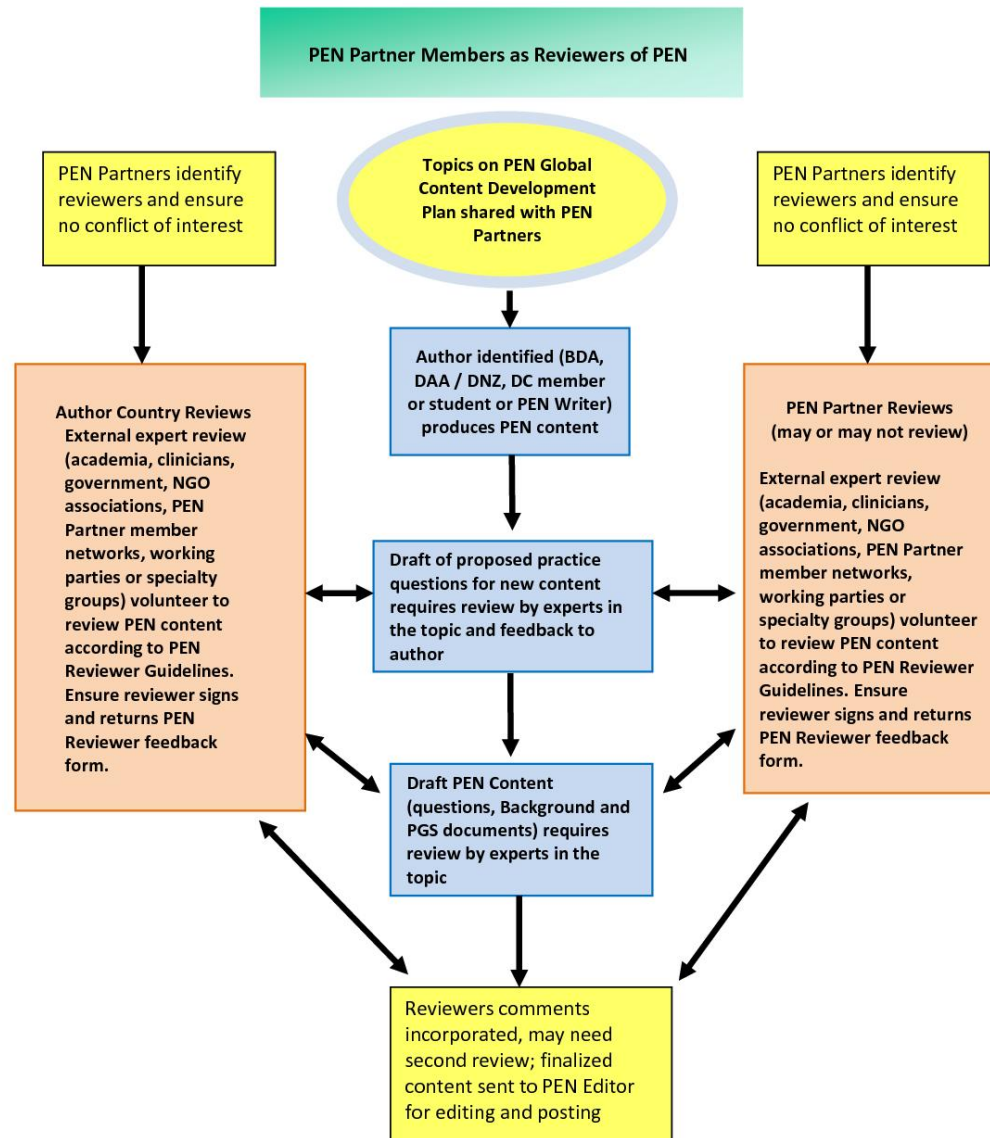 PEN Partner Members as Reviewers of PEN
PEN Partners identify
reviewers and ensure
no conflict of interest
Topics on PEN Global
Content Development
Plan shared with PEN
Partners
PEN Partners identify
reviewers and ensure
no conflict of interest
Author identified (BDA,
DAA / DNZ, DC member
or student or PEN Writer)
produces PEN content
Author Country Reviews
External expert review
(academia, clinicians,
government, NGO
associations, PEN
Partner member
networks, working
parties or specialty
groups) volunteer to
review PEN content
according to PEN
Reviewer Guidelines.
Ensure reviewer signs
and returns PEN
Reviewer feedback
form.
PEN Partner Reviews
(may or may not review)
External expert review
(academia, clinicians,
government, NGO
associations, PEN Partner
member networks,
working parties or
specialty groups) volunteer
to review PEN content
according to PEN Reviewer
Guidelines. Ensure
reviewer signs and returns
PEN Reviewer feedback
form.
Draft of proposed practice
questions for new content
requires review by experts in
the topic and feedback to
author
Draft PEN Content
(questions, Background and
PGS documents) requires
review by experts in the
topic
Reviewers comments
incorporated, may need
second review; finalized
content sent to PEN Editor
for editing and posting